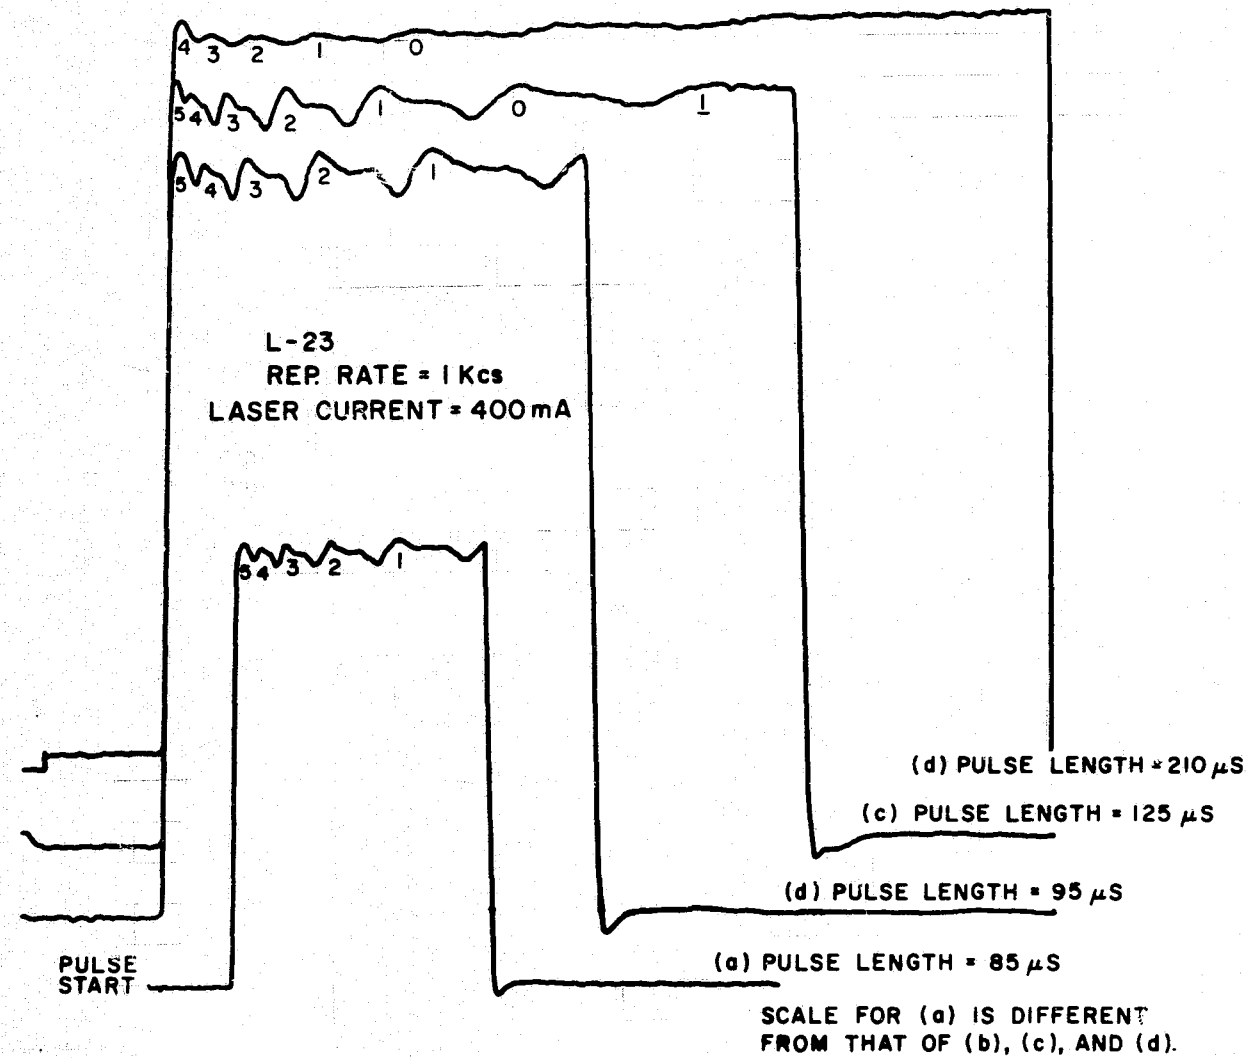 4 3 2 1 0
5 4 3 2 1 0 1
5 4 3 2 1
L-23
REP. RATE = 1 Kcs
LASER CURRENT = 400 mA
5 4 3 2 1
(d) PULSE LENGTH = 210 μS
(c) PULSE LENGTH = 125 μS
(d) PULSE LENGTH = 95 μS
PULSE
START
(a) PULSE LENGTH = 85 μS
SCALE FOR (a) IS DIFFERENT
FROM THAT OF (b), (c), AND (d).